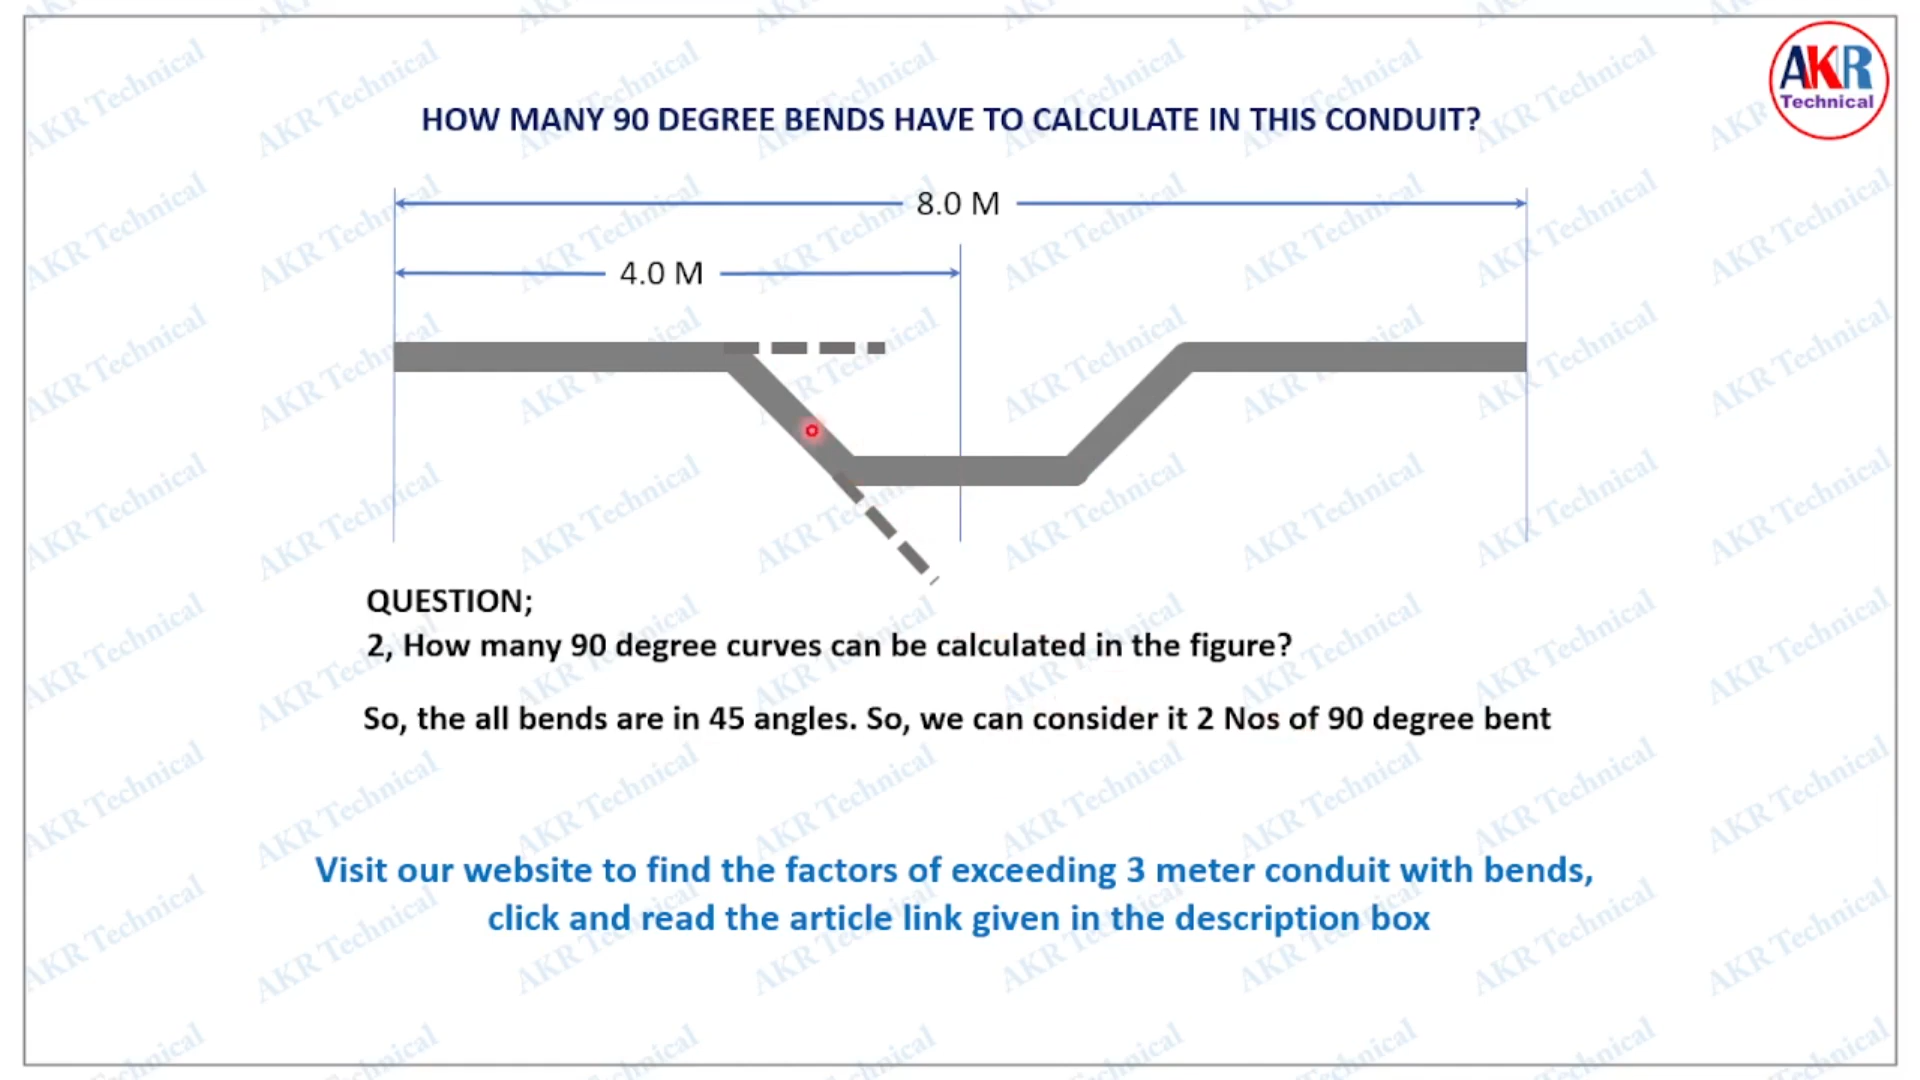 AKR
Technical
HOW MANY 90 DEGREE BENDS HAVE TO CALCULATE IN THIS CONDUIT?
8.0 M
4.0 M
QUESTION;
2, How many 90 degree curves can be calculated in the figure?
So, the all bends are in 45 angles. So, we can consider it 2 Nos of 90 degree bent
Visit our website to find the factors of exceeding 3 meter conduit with bends,
click and read the article link given in the description box
AKR Technical